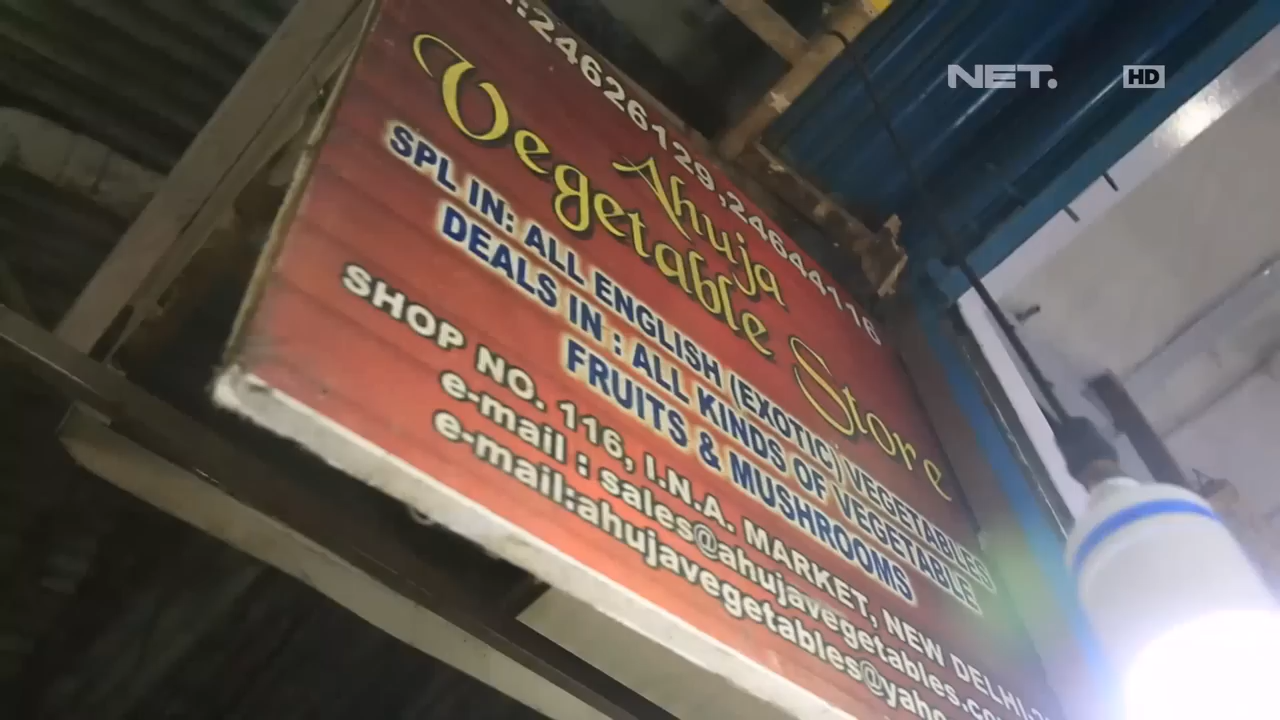 NET. HD
:24626129,24644116
Ahuja
Vegetable Store
SPL IN: ALL ENGLISH (EXOTIC) VEGETABLES
DEALS IN : ALL KINDS OF VEGETABLE
FRUITS & MUSHROOMS
SHOP NO. 116, I.N.A. MARKET, NEW DELHI-
e-mail : sales@ahujavegetables.co
e-mail:ahujavegetables@yaho